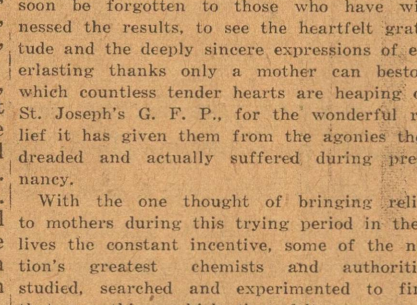 soon be forgotten to those who have wi
nessed the results, to see the heartfelt grat
tude and the deeply sincere expressions of e
erlasting thanks only a mother can besto
which countless tender hearts are heaping o
St. Joseph's G. F. P., for the wonderful r
lief it has given them from the agonies the
dreaded and actually suffered during pre
nancy.
With the one thought of bringing reli
to mothers during this trying period in the
lives the constant incentive, some of the n
tion's greatest chemists and authoriti
studied, searched and experimented to fin